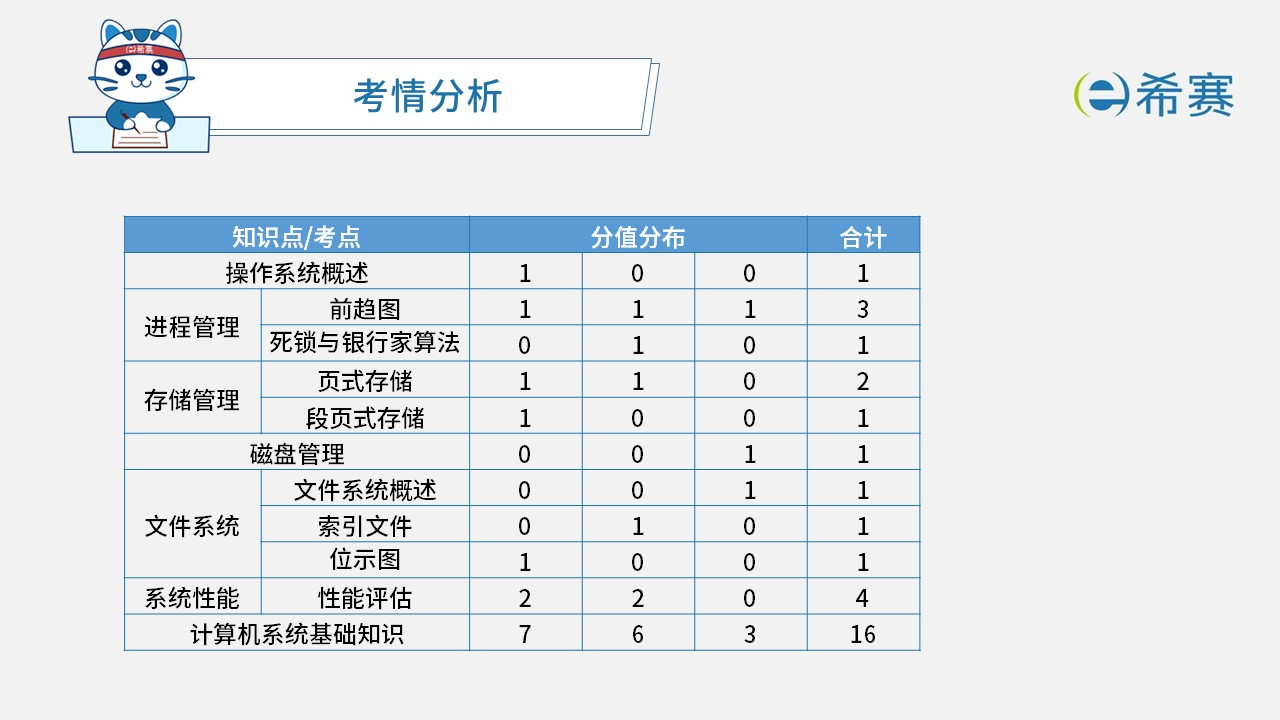 (e)希赛
考情分析
(e)希赛
知识点/考点 分值分布 合计
操作系统概述 1 0 0 1
进程管理 前趋图 1 1 1 3
死锁与银行家算法 0 1 0 1
存储管理 页式存储 1 1 0 2
段页式存储 1 0 0 1
磁盘管理 0 0 1 1
文件系统 文件系统概述 0 0 1 1
索引文件 0 1 0 1
位示图 1 0 0 1
系统性能 性能评估 2 2 0 4
计算机系统基础知识 7 6 3 16